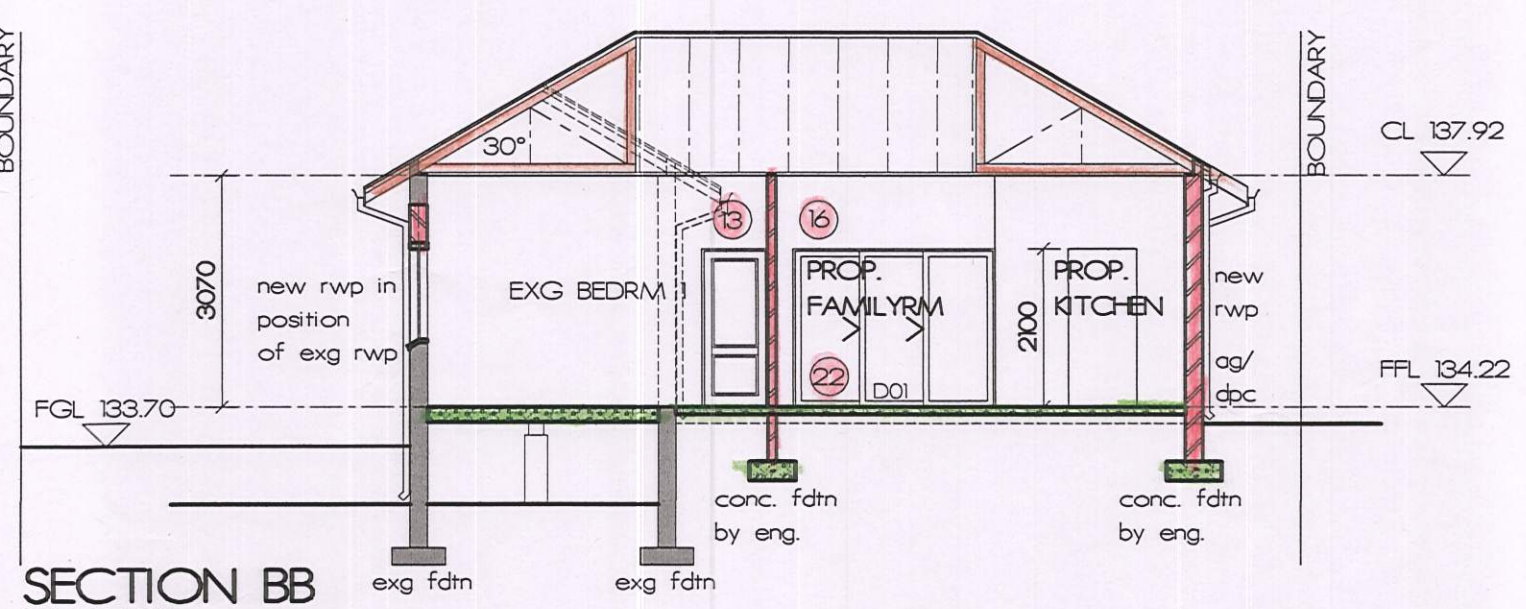 BOUNDARY
BOUNDARY
CL 137.92
30°
13
16
3070
new rwp in
position
of exg rwp
EXG BEDRM 1
PROP.
FAMILYRM
2100
PROP.
KITCHEN
new
rwp
ag/
dpc
22
D01
FFL 134.22
FGL 133.70
conc. fdtn
by eng.
conc. fdtn
by eng.
exg fdtn
exg fdtn
SECTION BB